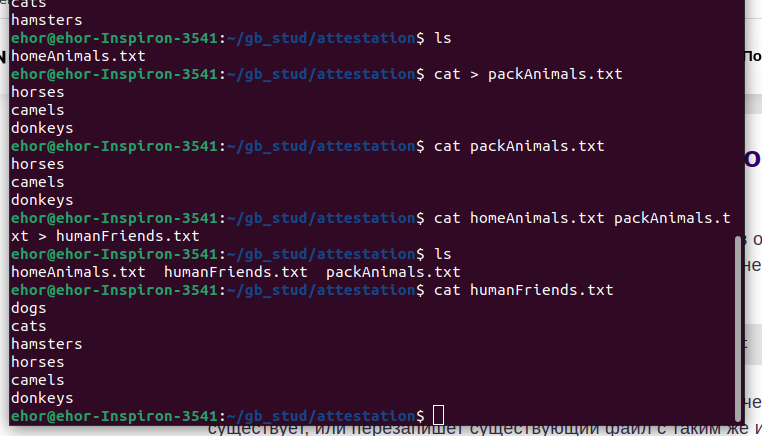 cats
hamsters
ehor@ehor-Inspiron-3541:~/gb_stud/attestation$ ls
homeAnimals.txt
ehor@ehor-Inspiron-3541:~/gb_stud/attestation$ cat > packAnimals.txt
horses
camels
donkeys
ehor@ehor-Inspiron-3541:~/gb_stud/attestation$ cat packAnimals.txt
horses
camels
donkeys
ehor@ehor-Inspiron-3541:~/gb_stud/attestation$ cat homeAnimals.txt packAnimals.t
xt > humanFriends.txt
ehor@ehor-Inspiron-3541:~/gb_stud/attestation$ ls
homeAnimals.txt  humanFriends.txt  packAnimals.txt
ehor@ehor-Inspiron-3541:~/gb_stud/attestation$ cat humanFriends.txt
dogs
cats
hamsters
horses
camels
donkeys
ehor@ehor-Inspiron-3541:~/gb_stud/attestation$
существует, или перезапишет существующий файл с таким же и